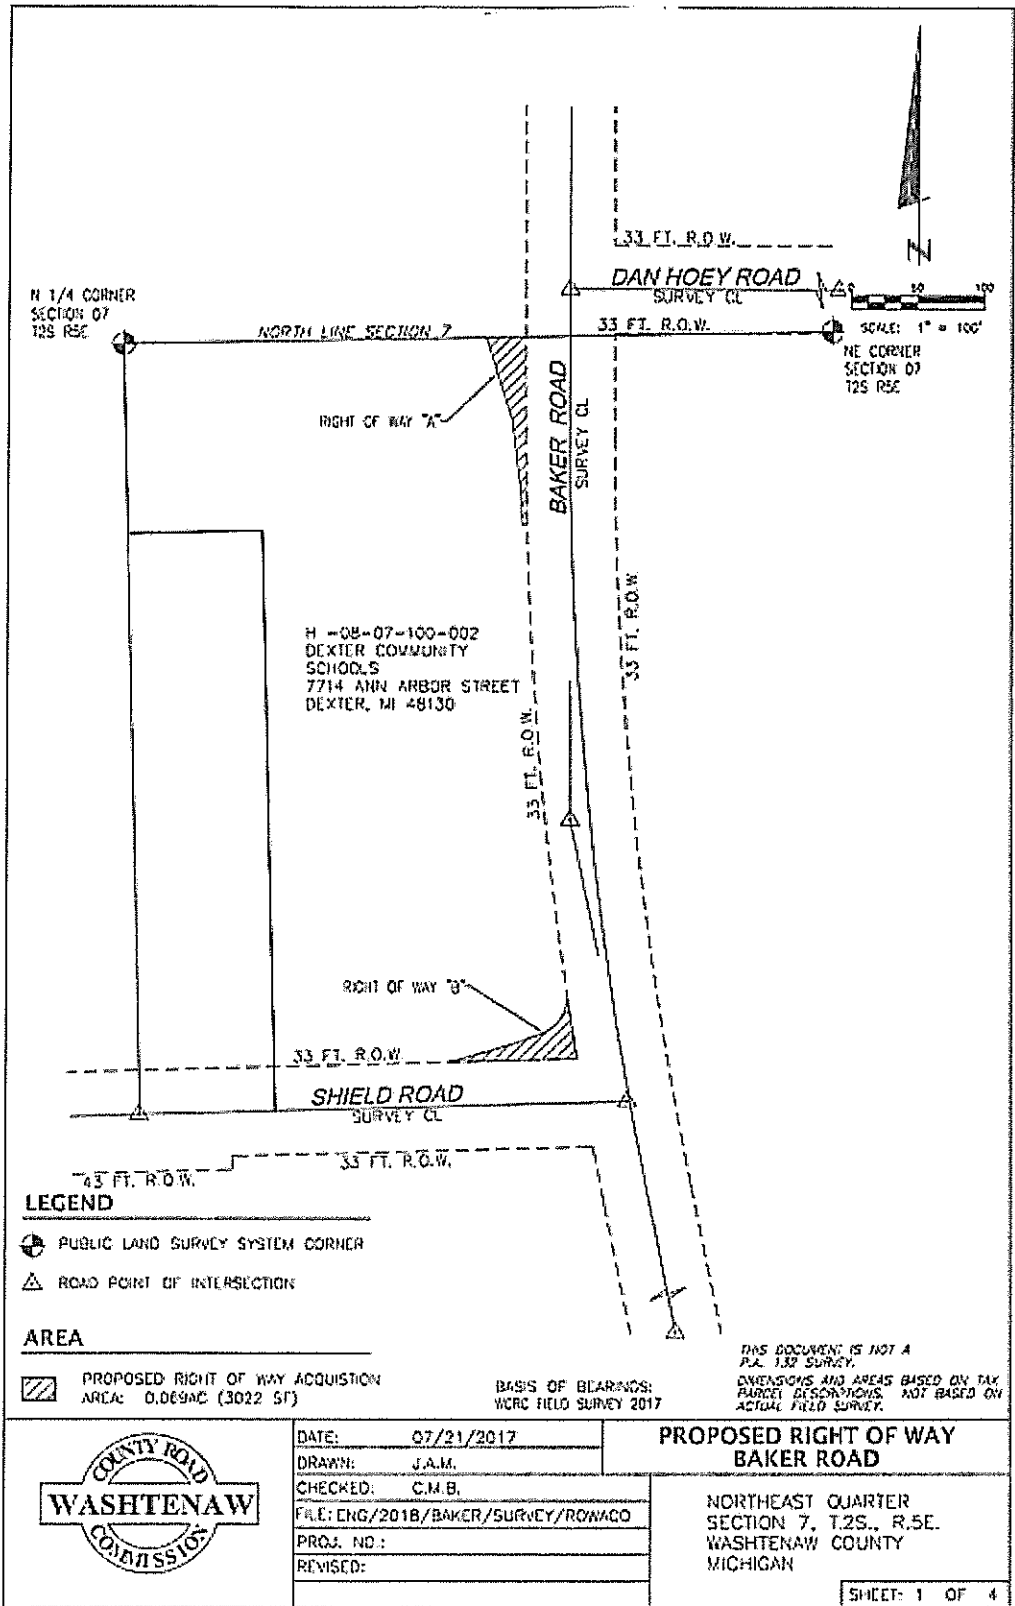 33 FT. R.O.W.
DAN HOEY ROAD
SURVEY CL
N
0 50 100
SCALE: 1" = 100'
N 1/4 CORNER
SECTION 07
T2S R5E
NORTH LINE SECTION 7
33 FT. R.O.W.
NE CORNER
SECTION 07
T2S R5E
RIGHT OF WAY "A"
BAKER ROAD
SURVEY CL
H -08-07-100-002
DEXTER COMMUNITY
SCHOOLS
7714 ANN ARBOR STREET
DEXTER, MI 48130
33 FT. R.O.W.
33 FT. R.O.W.
RIGHT OF WAY "B"
33 FT. R.O.W.
SHIELD ROAD
SURVEY CL
33 FT. R.O.W.
43 FT. R.O.W.
LEGEND
PUBLIC LAND SURVEY SYSTEM CORNER
ROAD POINT OF INTERSECTION
AREA
PROPOSED RIGHT OF WAY ACQUISTION
AREA: 0.069AC (3022 SF)
BASIS OF BEARINGS:
WCRC FIELD SURVEY 2017
THIS DOCUMENT IS NOT A
P.A. 132 SURVEY.
DIMENSIONS AND AREAS BASED ON TAX
PARCEL DESCRIPTIONS. NOT BASED ON
ACTUAL FIELD SURVEY.
COUNTY ROAD
WASHTENAW
COMMISSION
DATE: 07/21/2017
DRAWN: J.A.M.
CHECKED: C.M.B.
FILE: ENG/2018/BAKER/SURVEY/ROWACQ
PROJ. NO.:
REVISED:
PROPOSED RIGHT OF WAY
BAKER ROAD
NORTHEAST QUARTER
SECTION 7, T.2S., R.5E.
WASHTENAW COUNTY
MICHIGAN
SHEET: 1 OF 4